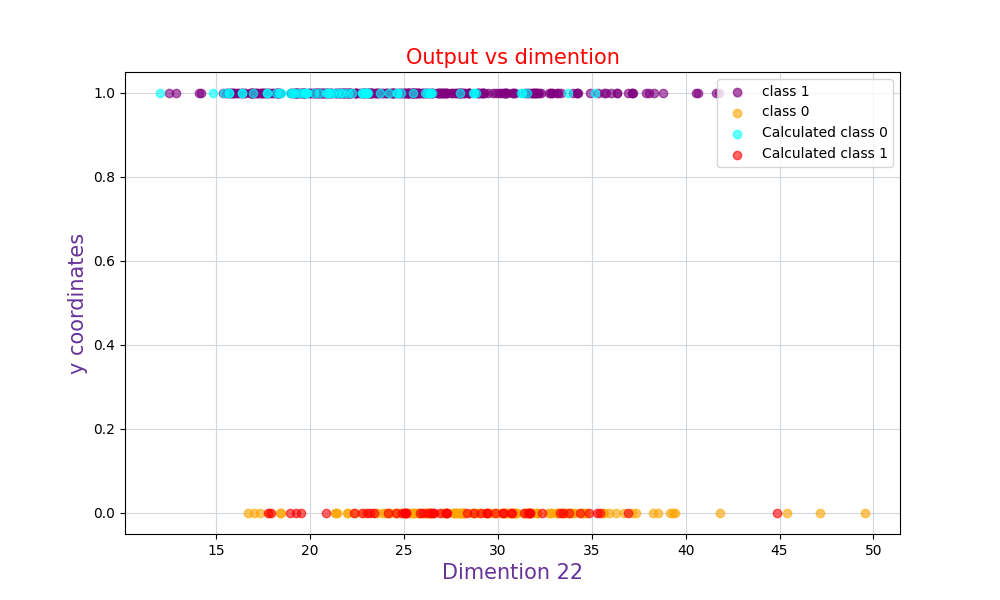 Output vs dimention
class 1
class 0
Calculated class 0
Calculated class 1
y coordinates
1.0
0.8
0.6
0.4
0.2
0.0
15 20 25 30 35 40 45 50
Dimention 22